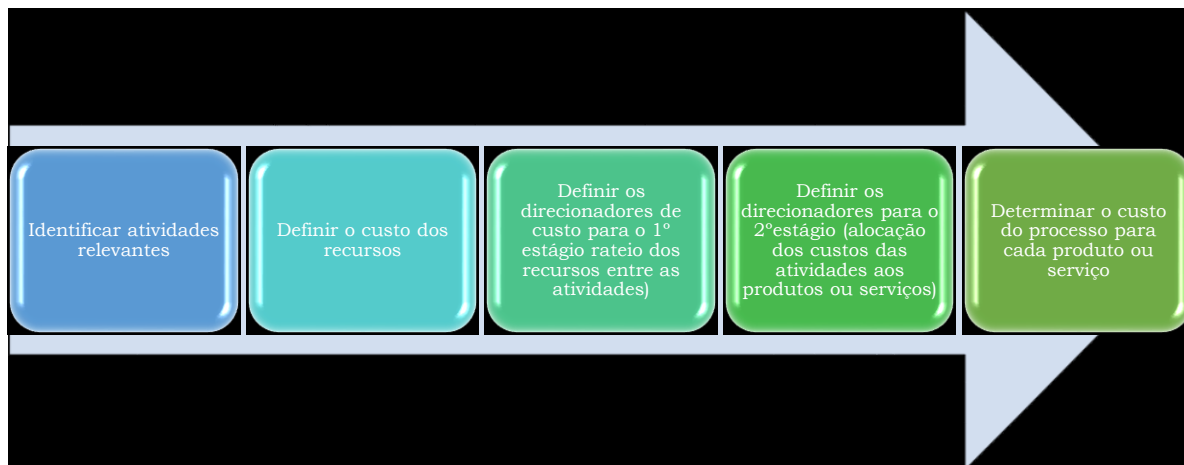 Identificar atividades
relevantes
Definir o custo dos
recursos
Definir os
direcionadores de
custo para o 1º
estágio rateio dos
recursos entre as
atividades)
Definir os
direcionadores para o
2ºestágio (alocação
dos custos das
atividades aos
produtos ou serviços)
Determinar o custo
do processo para
cada produto ou
serviço